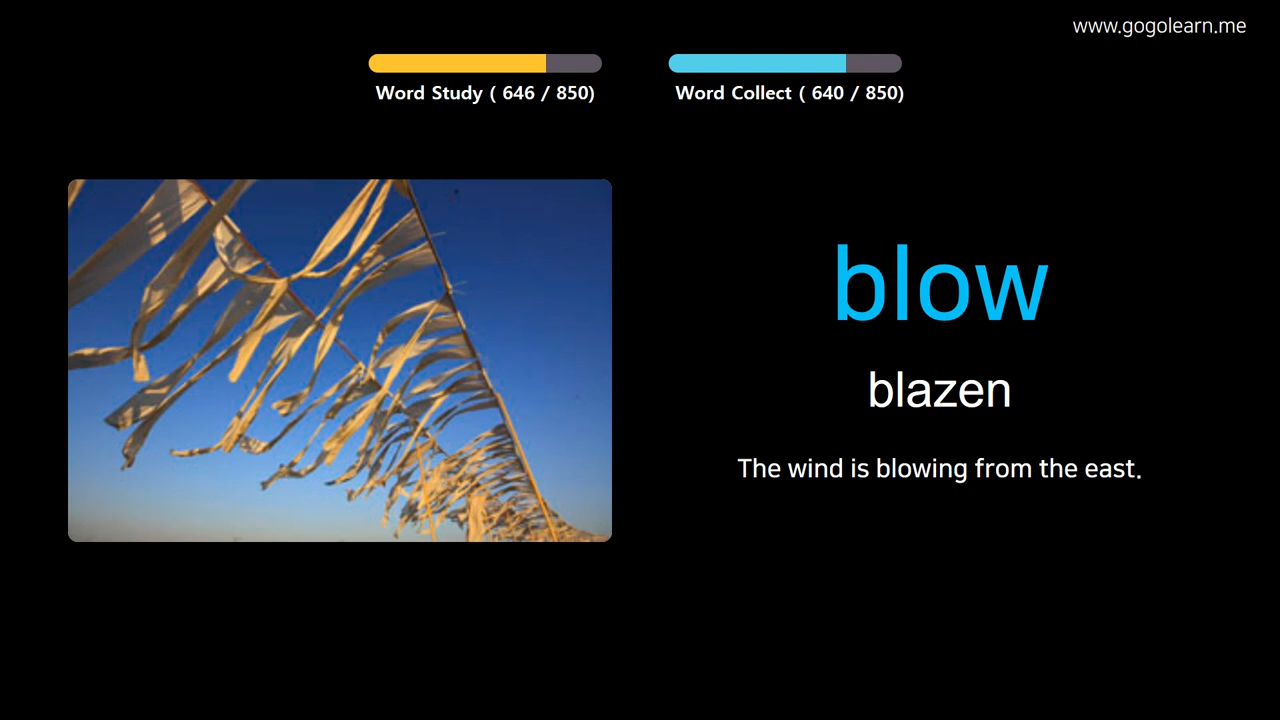 www.gogolearn.me
Word Study ( 646 / 850)
Word Collect ( 640 / 850)
blow
blazen
The wind is blowing from the east.